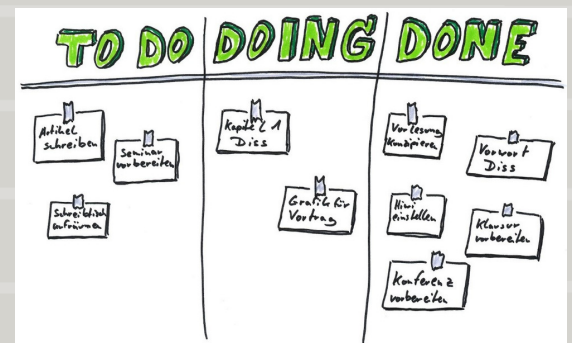 TO DO
DOING
DONE
Artikel
schreiben
Seminar
vorbereiten
Schreibtisch
aufräumen
Kapitel 1
Diss
Grafik für
Vortrag
Vorlesung
Konzipieren
Vorwort
Diss
Hiwi
einstellen
Klausur
vorbereiten
Konferenz
vorbereiten